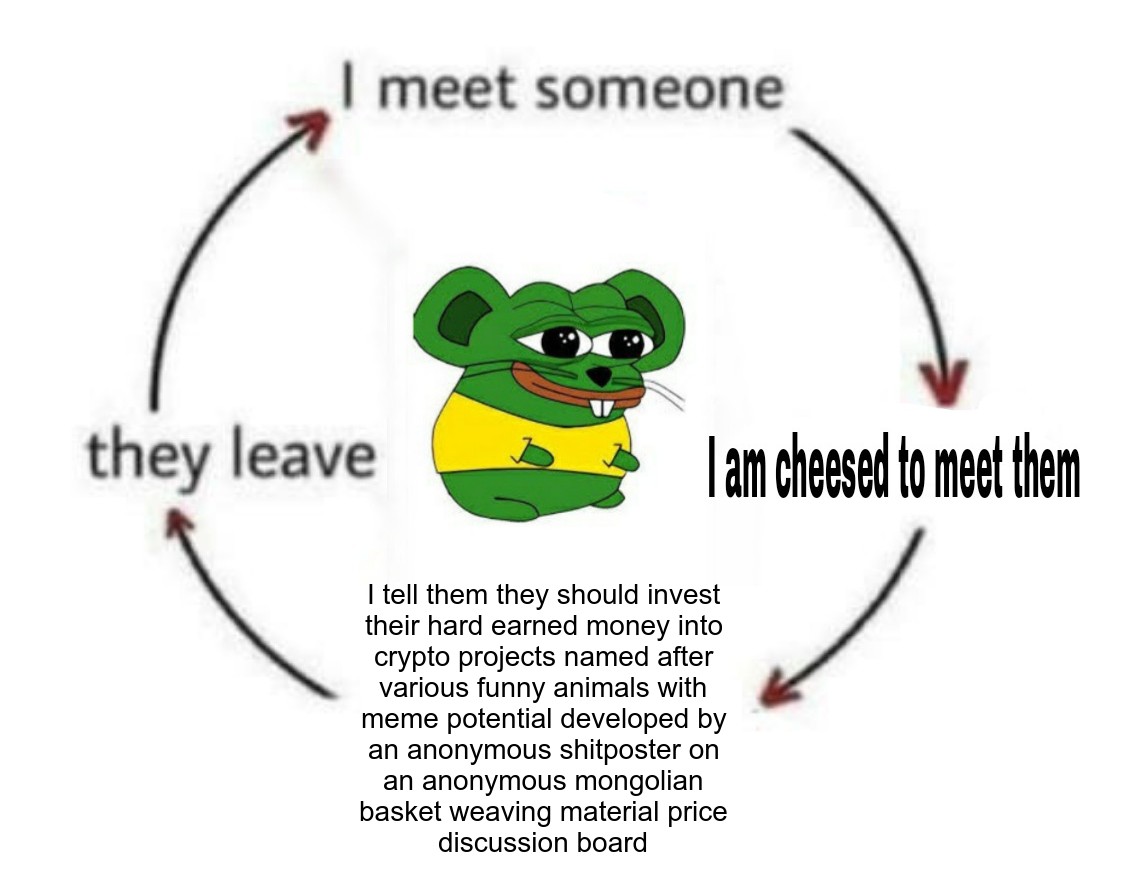 I meet someone
I am cheesed to meet them
I tell them they should invest
their hard earned money into
crypto projects named after
various funny animals with
meme potential developed by
an anonymous shitposter on
an anonymous mongolian
basket weaving material price
discussion board
they leave